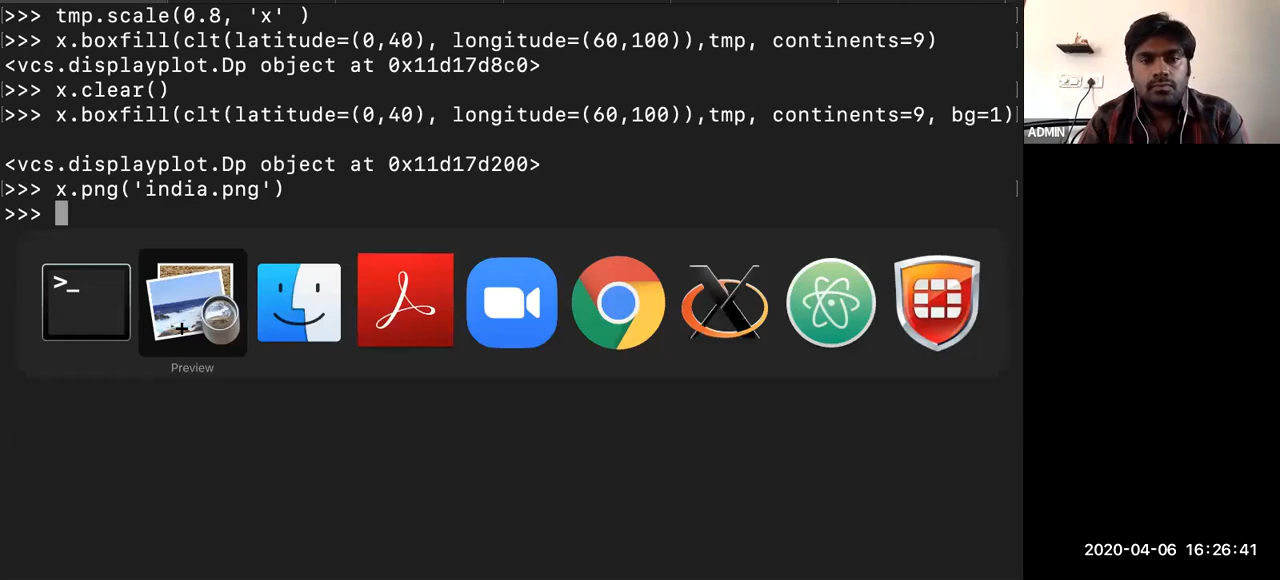 >>> tmp.scale(0.8, 'x' )
>>> x.boxfill(clt(latitude=(0,40), longitude=(60,100)),tmp, continents=9)
<vcs.displayplot.Dp object at 0x11d17d8c0>
>>> x.clear()
>>> x.boxfill(clt(latitude=(0,40), longitude=(60,100)),tmp, continents=9, bg=1)
<vcs.displayplot.Dp object at 0x11d17d200>
>>> x.png('india.png')
>>>
>_
Preview
ADMIN
2020-04-06 16:26:41